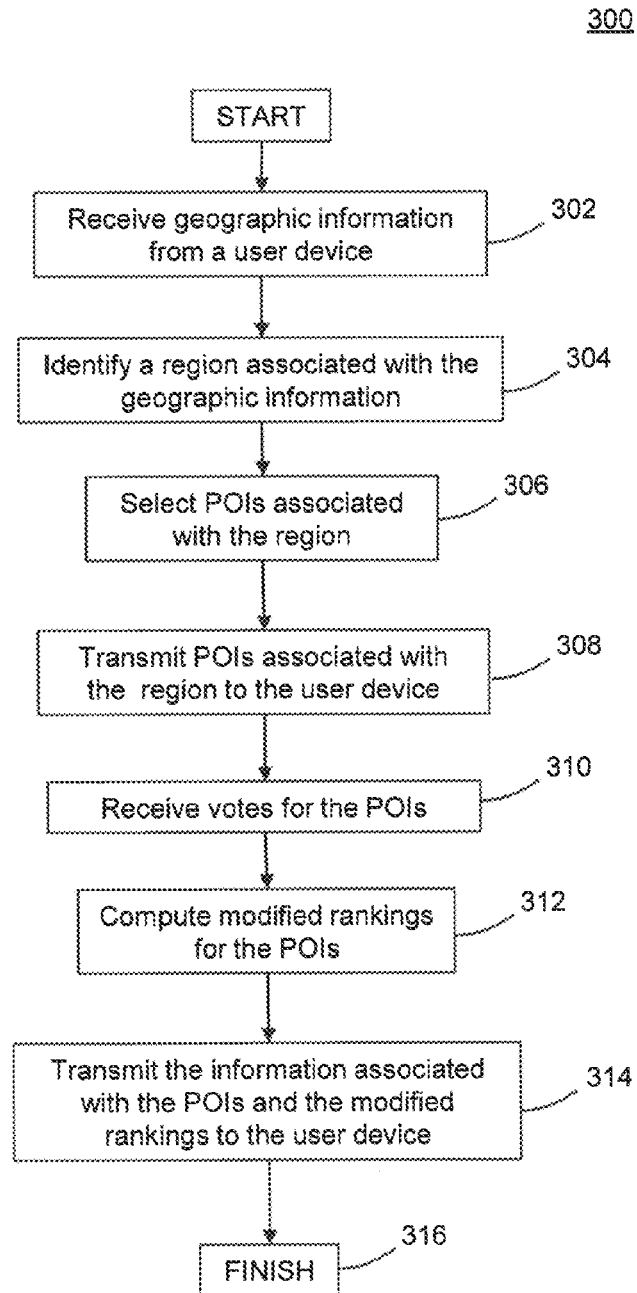 300
START
Receive geographic information
from a user device
302
Identify a region associated with the
geographic information
304
Select POIs associated
with the region
306
Transmit POIs associated with
the region to the user device
308
Receive votes for the POIs
310
Compute modified rankings
for the POIs
312
Transmit the information associated
with the POIs and the modified
rankings to the user device
314
FINISH
316